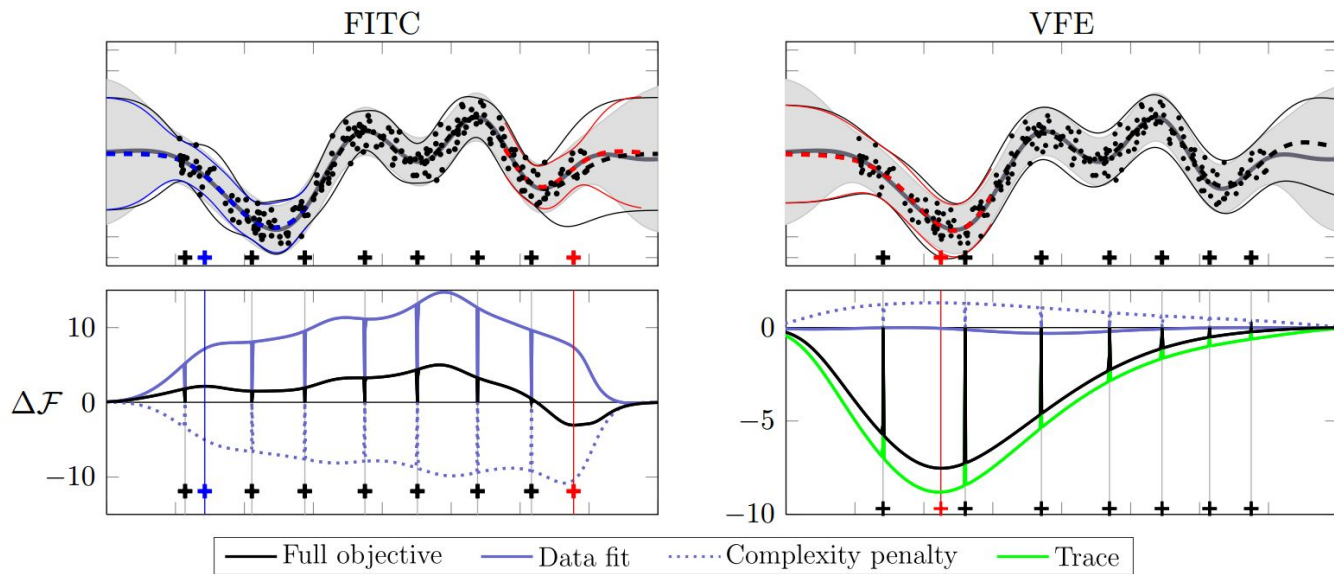 FITC
VFE
10
0
−10
Δℱ
0
−5
−10
Full objective
Data fit
Complexity penalty
Trace